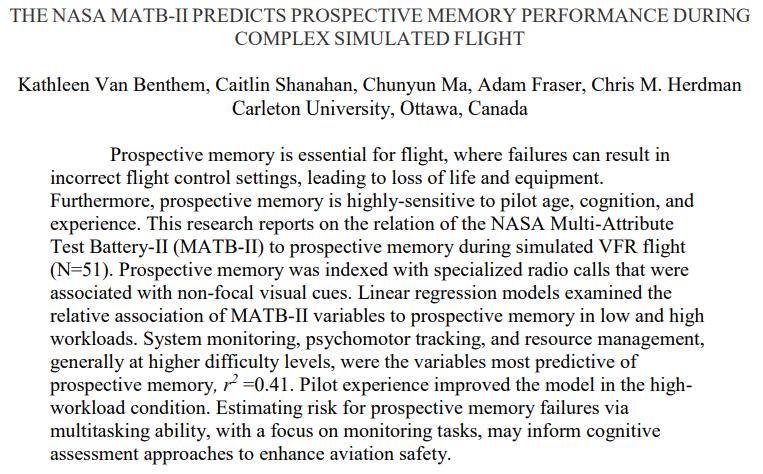 THE NASA MATB-II PREDICTS PROSPECTIVE MEMORY PERFORMANCE DURING
COMPLEX SIMULATED FLIGHT
Kathleen Van Benthem, Caitlin Shanahan, Chunyun Ma, Adam Fraser, Chris M. Herdman
Carleton University, Ottawa, Canada
Prospective memory is essential for flight, where failures can result in
incorrect flight control settings, leading to loss of life and equipment.
Furthermore, prospective memory is highly-sensitive to pilot age, cognition, and
experience. This research reports on the relation of the NASA Multi-Attribute
Test Battery-II (MATB-II) to prospective memory during simulated VFR flight
(N=51). Prospective memory was indexed with specialized radio calls that were
associated with non-focal visual cues. Linear regression models examined the
relative association of MATB-II variables to prospective memory in low and high
workloads. System monitoring, psychomotor tracking, and resource management,
generally at higher difficulty levels, were the variables most predictive of
prospective memory, r² =0.41. Pilot experience improved the model in the high-
workload condition. Estimating risk for prospective memory failures via
multitasking ability, with a focus on monitoring tasks, may inform cognitive
assessment approaches to enhance aviation safety.